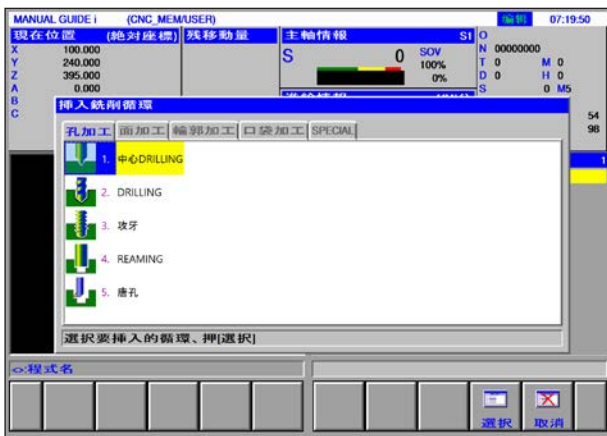 MANUAL GUIDE i (CNC_MEM/USER) 编辑 07:19:50
現在位置 (絶対座標) 残移動量 主軸情報 S1 O
X 100.000 S 0 SOV N 00000000
Y 240.000 100% T 0 M 0
Z 395.000 0% D 0 H 0
A 0.000 S 0 M5
B
C 54
98
挿入銑削循環
孔加工 面加工 輪郭加工 口袋加工 SPECIAL
1
1. 中心DRILLING
2. DRILLING
3. 攻牙
4. REAMING
5. 唐孔
選択要挿入的循環、押[選択]
<>:程式名
選択 取消